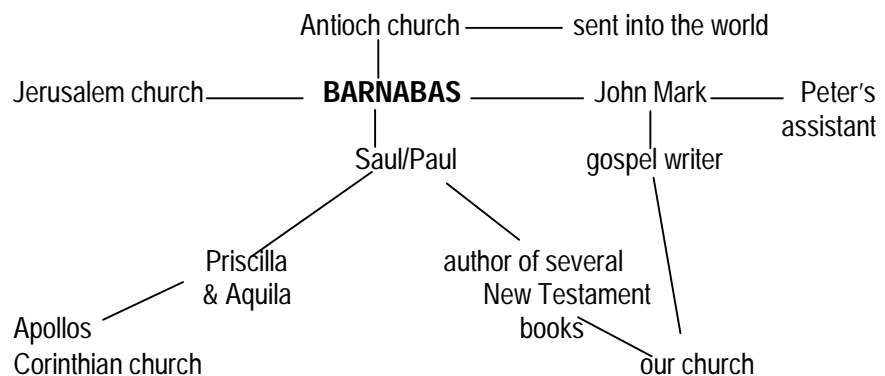 Antioch church sent into the world
Jerusalem church BARNABAS John Mark Peter's
assistant
Saul/Paul gospel writer
Priscilla author of several
& Aquila New Testament
Apollos books
Corinthian church our church